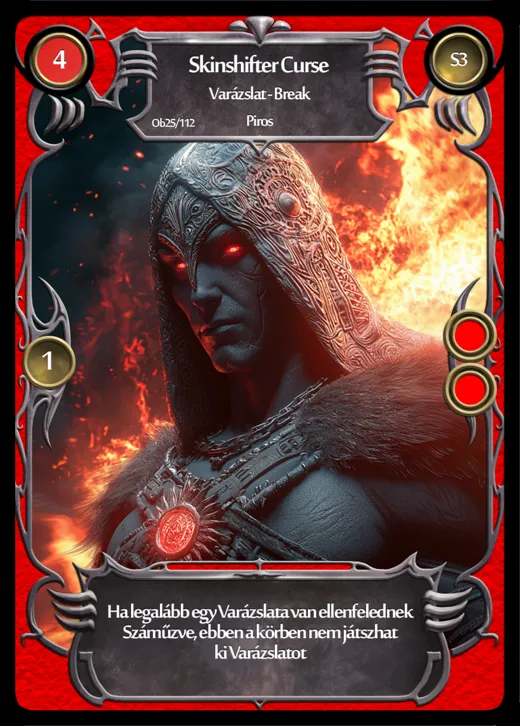 4
Skinshifter Curse
S3
Varázslat - Break
Ob25/112
Piros
1
Ha legalább egy Varázslata van ellenfelednek
Száműzve, ebben a körben nem játszhat
ki Varázslatot